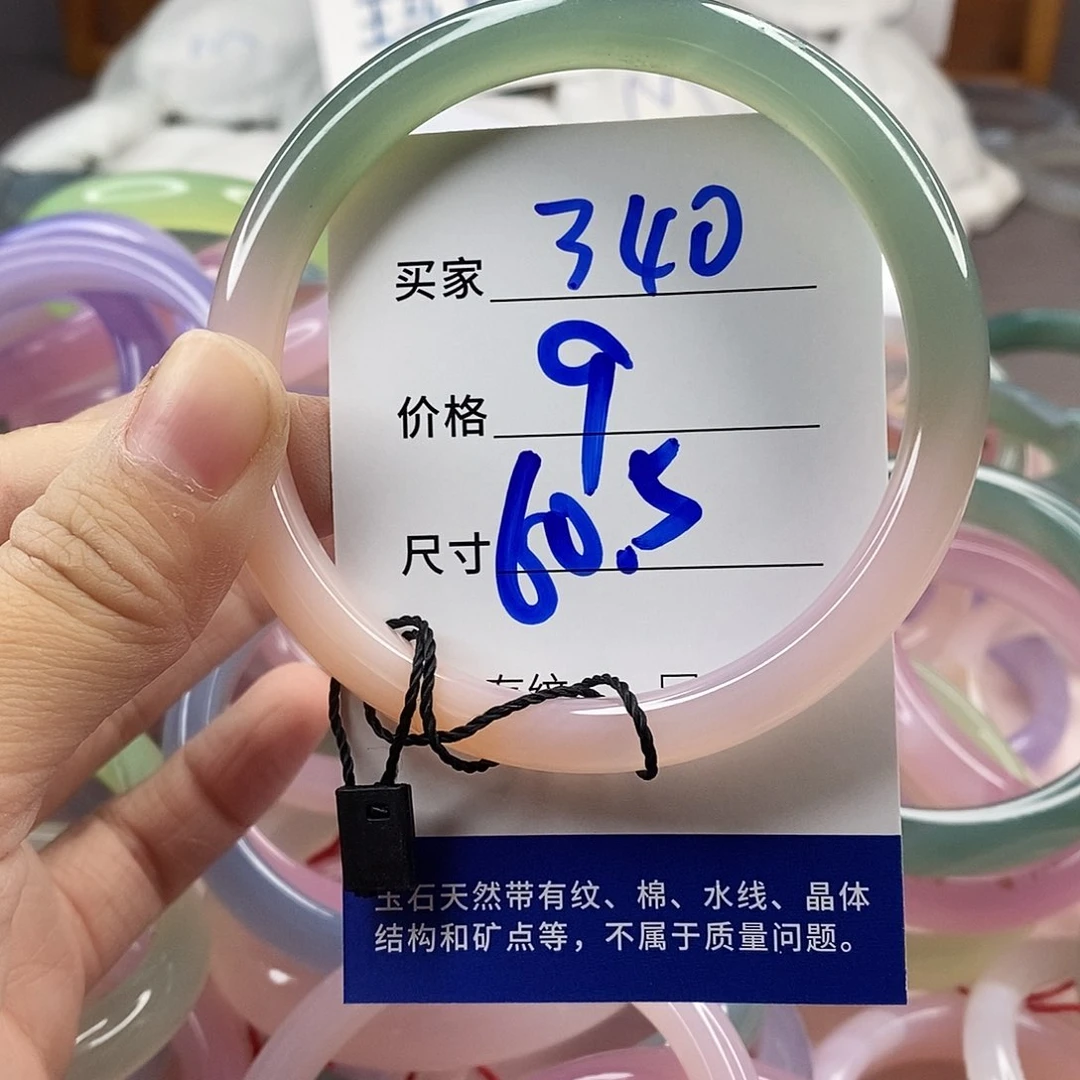 买家 340
价格 9
尺寸 60.5
玉石天然带有纹、棉、水线、晶体
结构和矿点等，不属于质量问题。